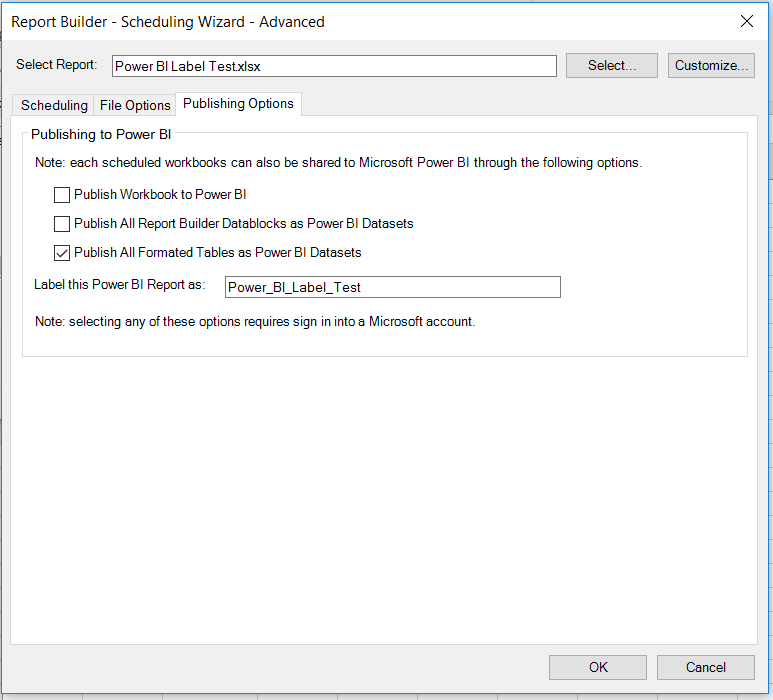 Report Builder - Scheduling Wizard - Advanced
Select Report: Power BI Label Test.xlsx Select... Customize...
Scheduling File Options Publishing Options
Publishing to Power BI
Note: each scheduled workbooks can also be shared to Microsoft Power BI through the following options.
Publish Workbook to Power BI
Publish All Report Builder Datablocks as Power BI Datasets
Publish All Formated Tables as Power BI Datasets
Label this Power BI Report as: Power_BI_Label_Test
Note: selecting any of these options requires sign in into a Microsoft account.
OK Cancel